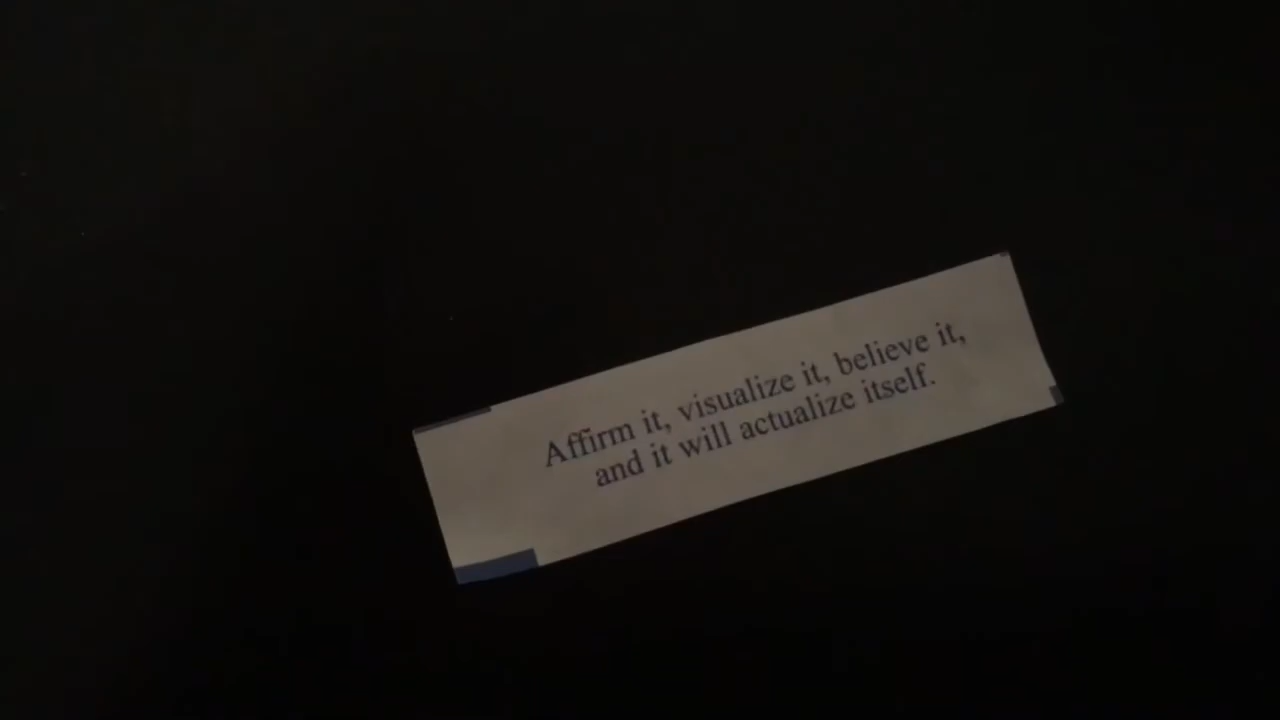 Affirm it, visualize it, believe it,
and it will actualize itself.